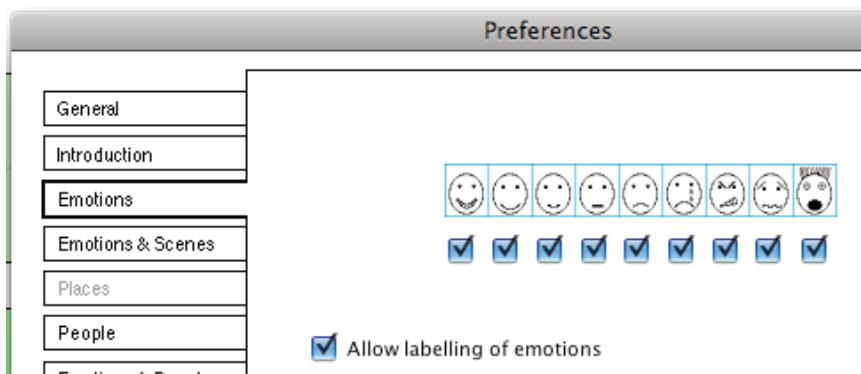 Preferences
General
Introduction
Emotions
Emotions & Scenes
Places
People
Allow labelling of emotions